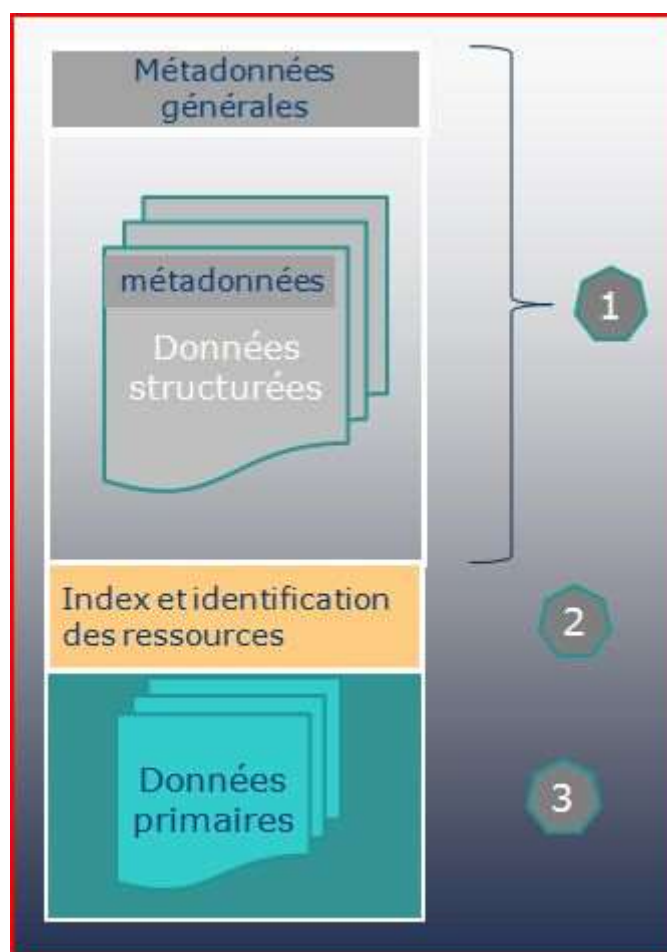 Métadonnées
générales
métadonnées
Données
structurées
1
Index et identification
des ressources
2
Données
primaires
3